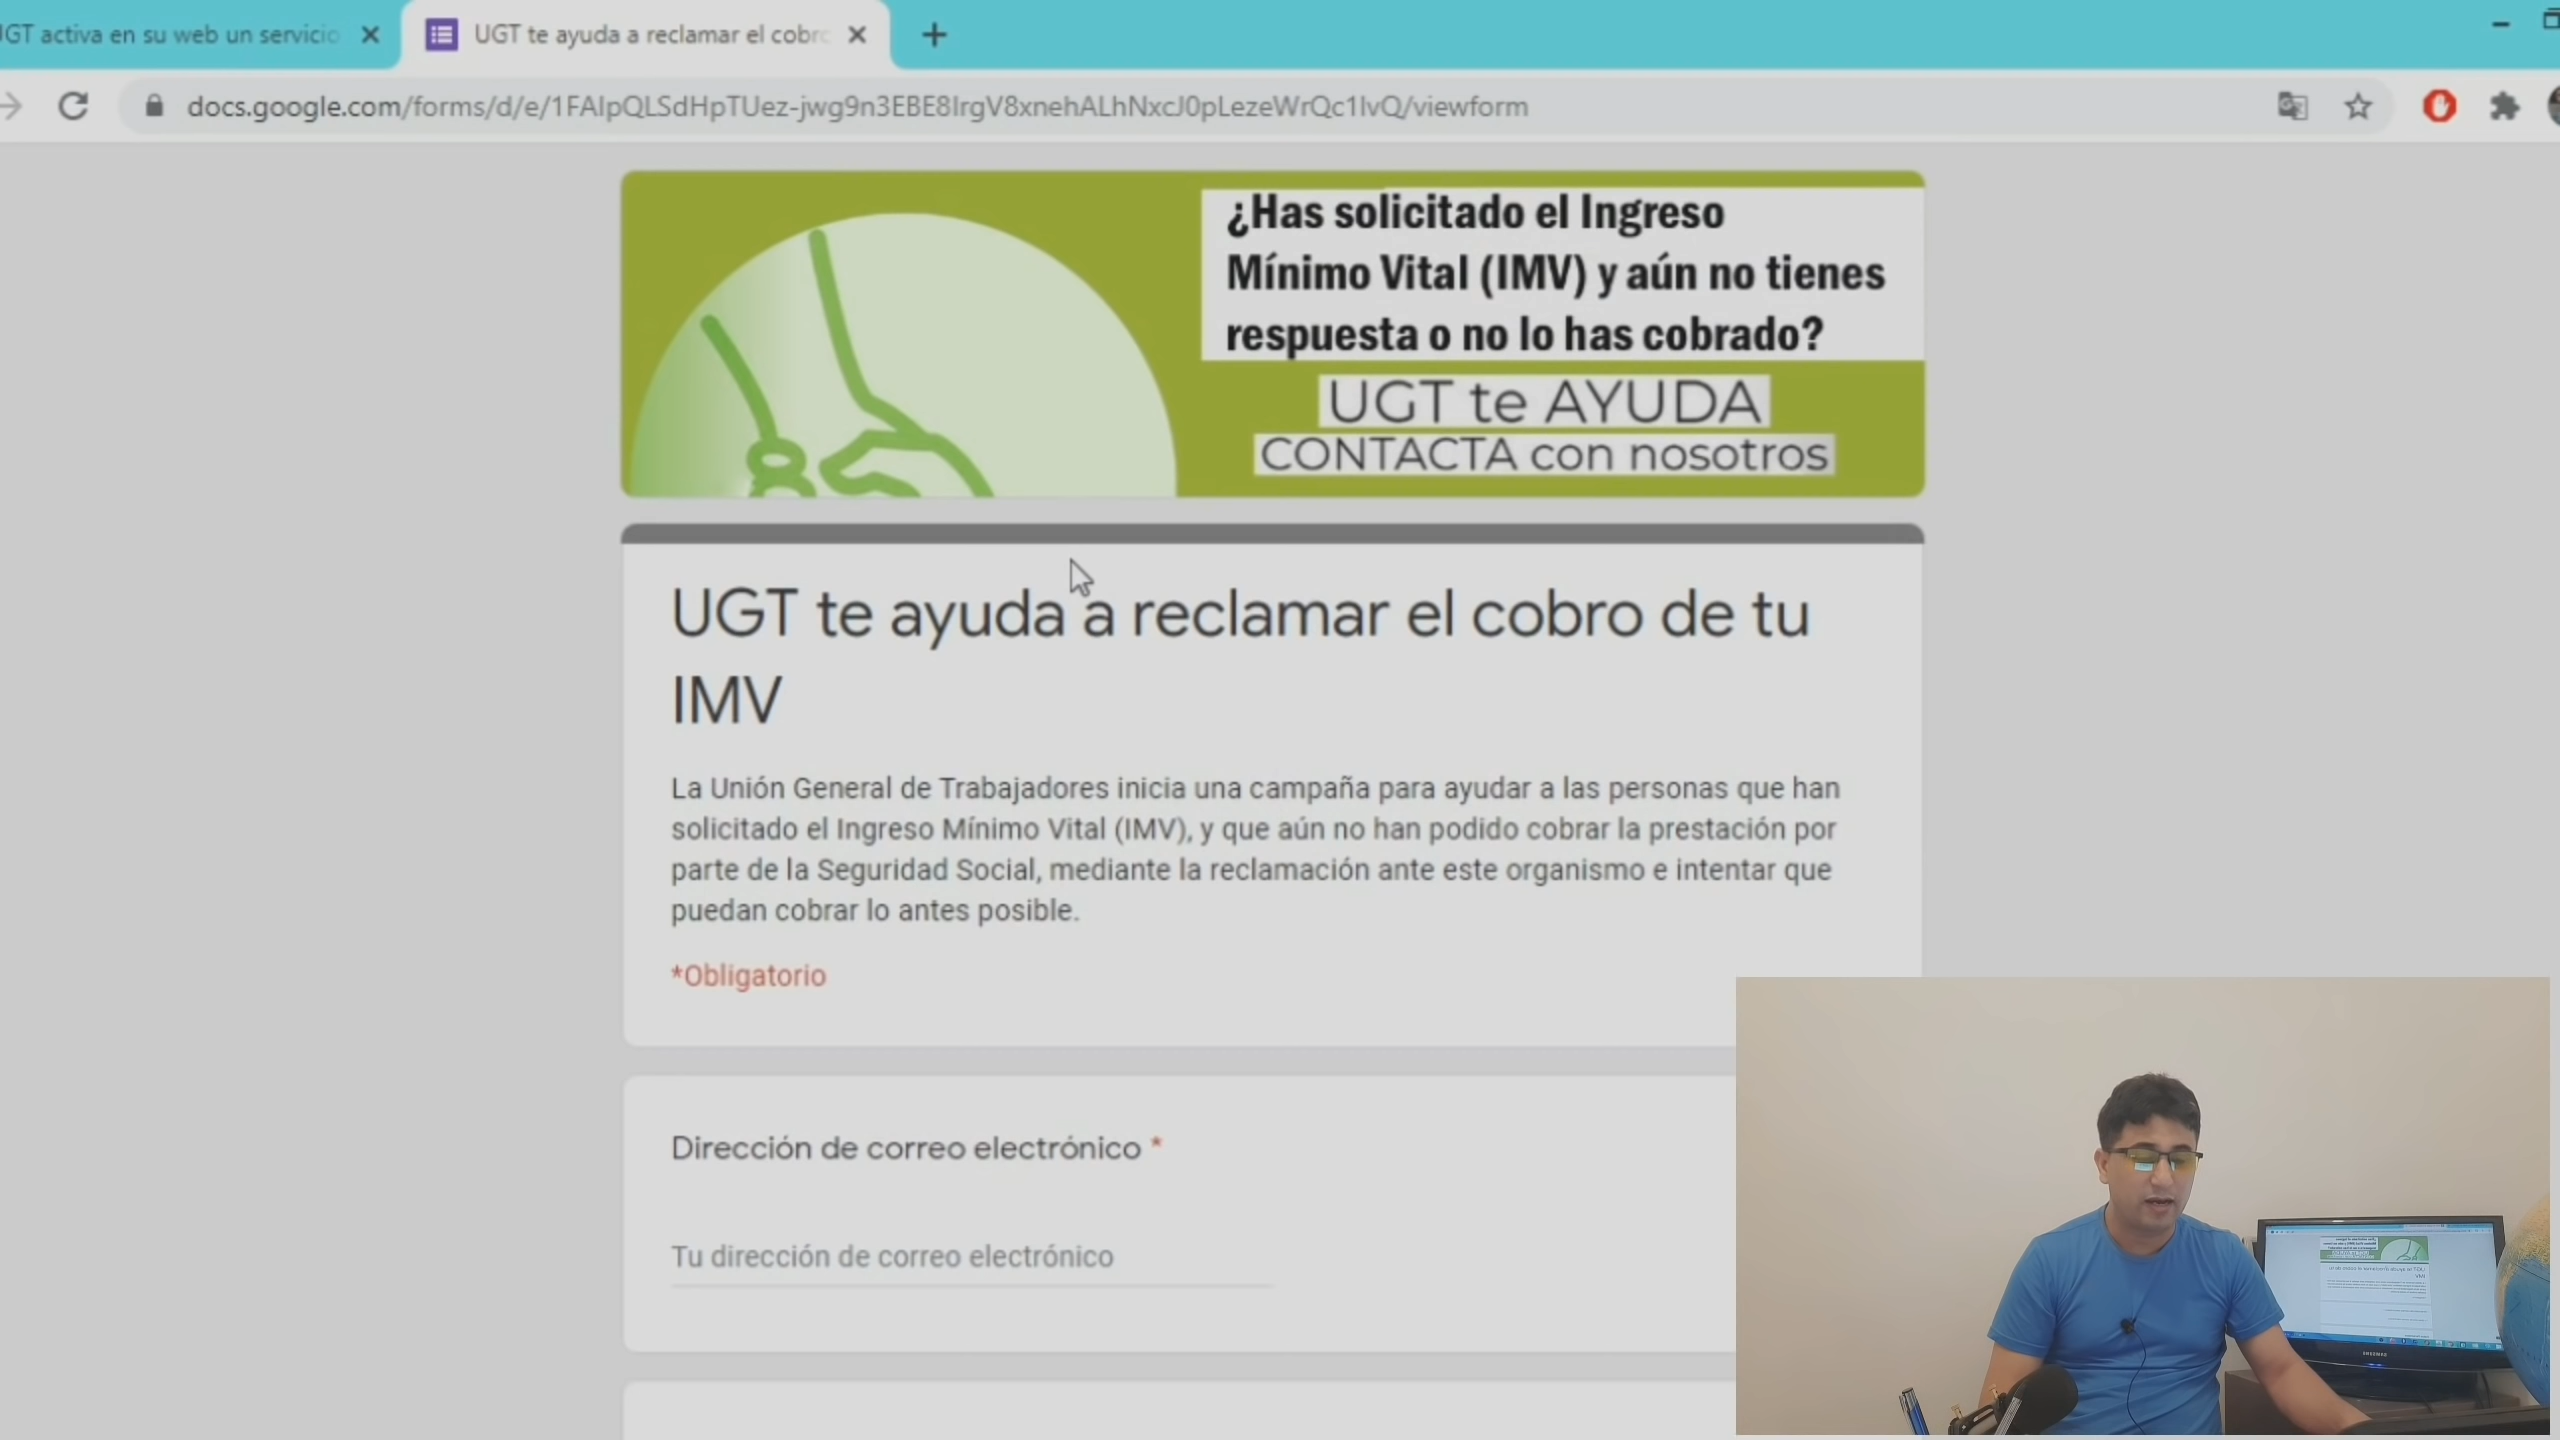 UGT activa en su web un servicio
UGT te ayuda a reclamar el cobro
docs.google.com/forms/d/e/1FAIpQLSdHpTUez-jwg9n3EBE8IrgV8xnehALhNxcJ0pLezeWrQc1IvQ/viewform
¿Has solicitado el Ingreso
Mínimo Vital (IMV) y aún no tienes
respuesta o no lo has cobrado?
UGT te AYUDA
CONTACTA con nosotros
UGT te ayuda a reclamar el cobro de tu
IMV
La Unión General de Trabajadores inicia una campaña para ayudar a las personas que han
solicitado el Ingreso Mínimo Vital (IMV), y que aún no han podido cobrar la prestación por
parte de la Seguridad Social, mediante la reclamación ante este organismo e intentar que
puedan cobrar lo antes posible.
*Obligatorio
Dirección de correo electrónico *
Tu dirección de correo electrónico
SAMSUNG